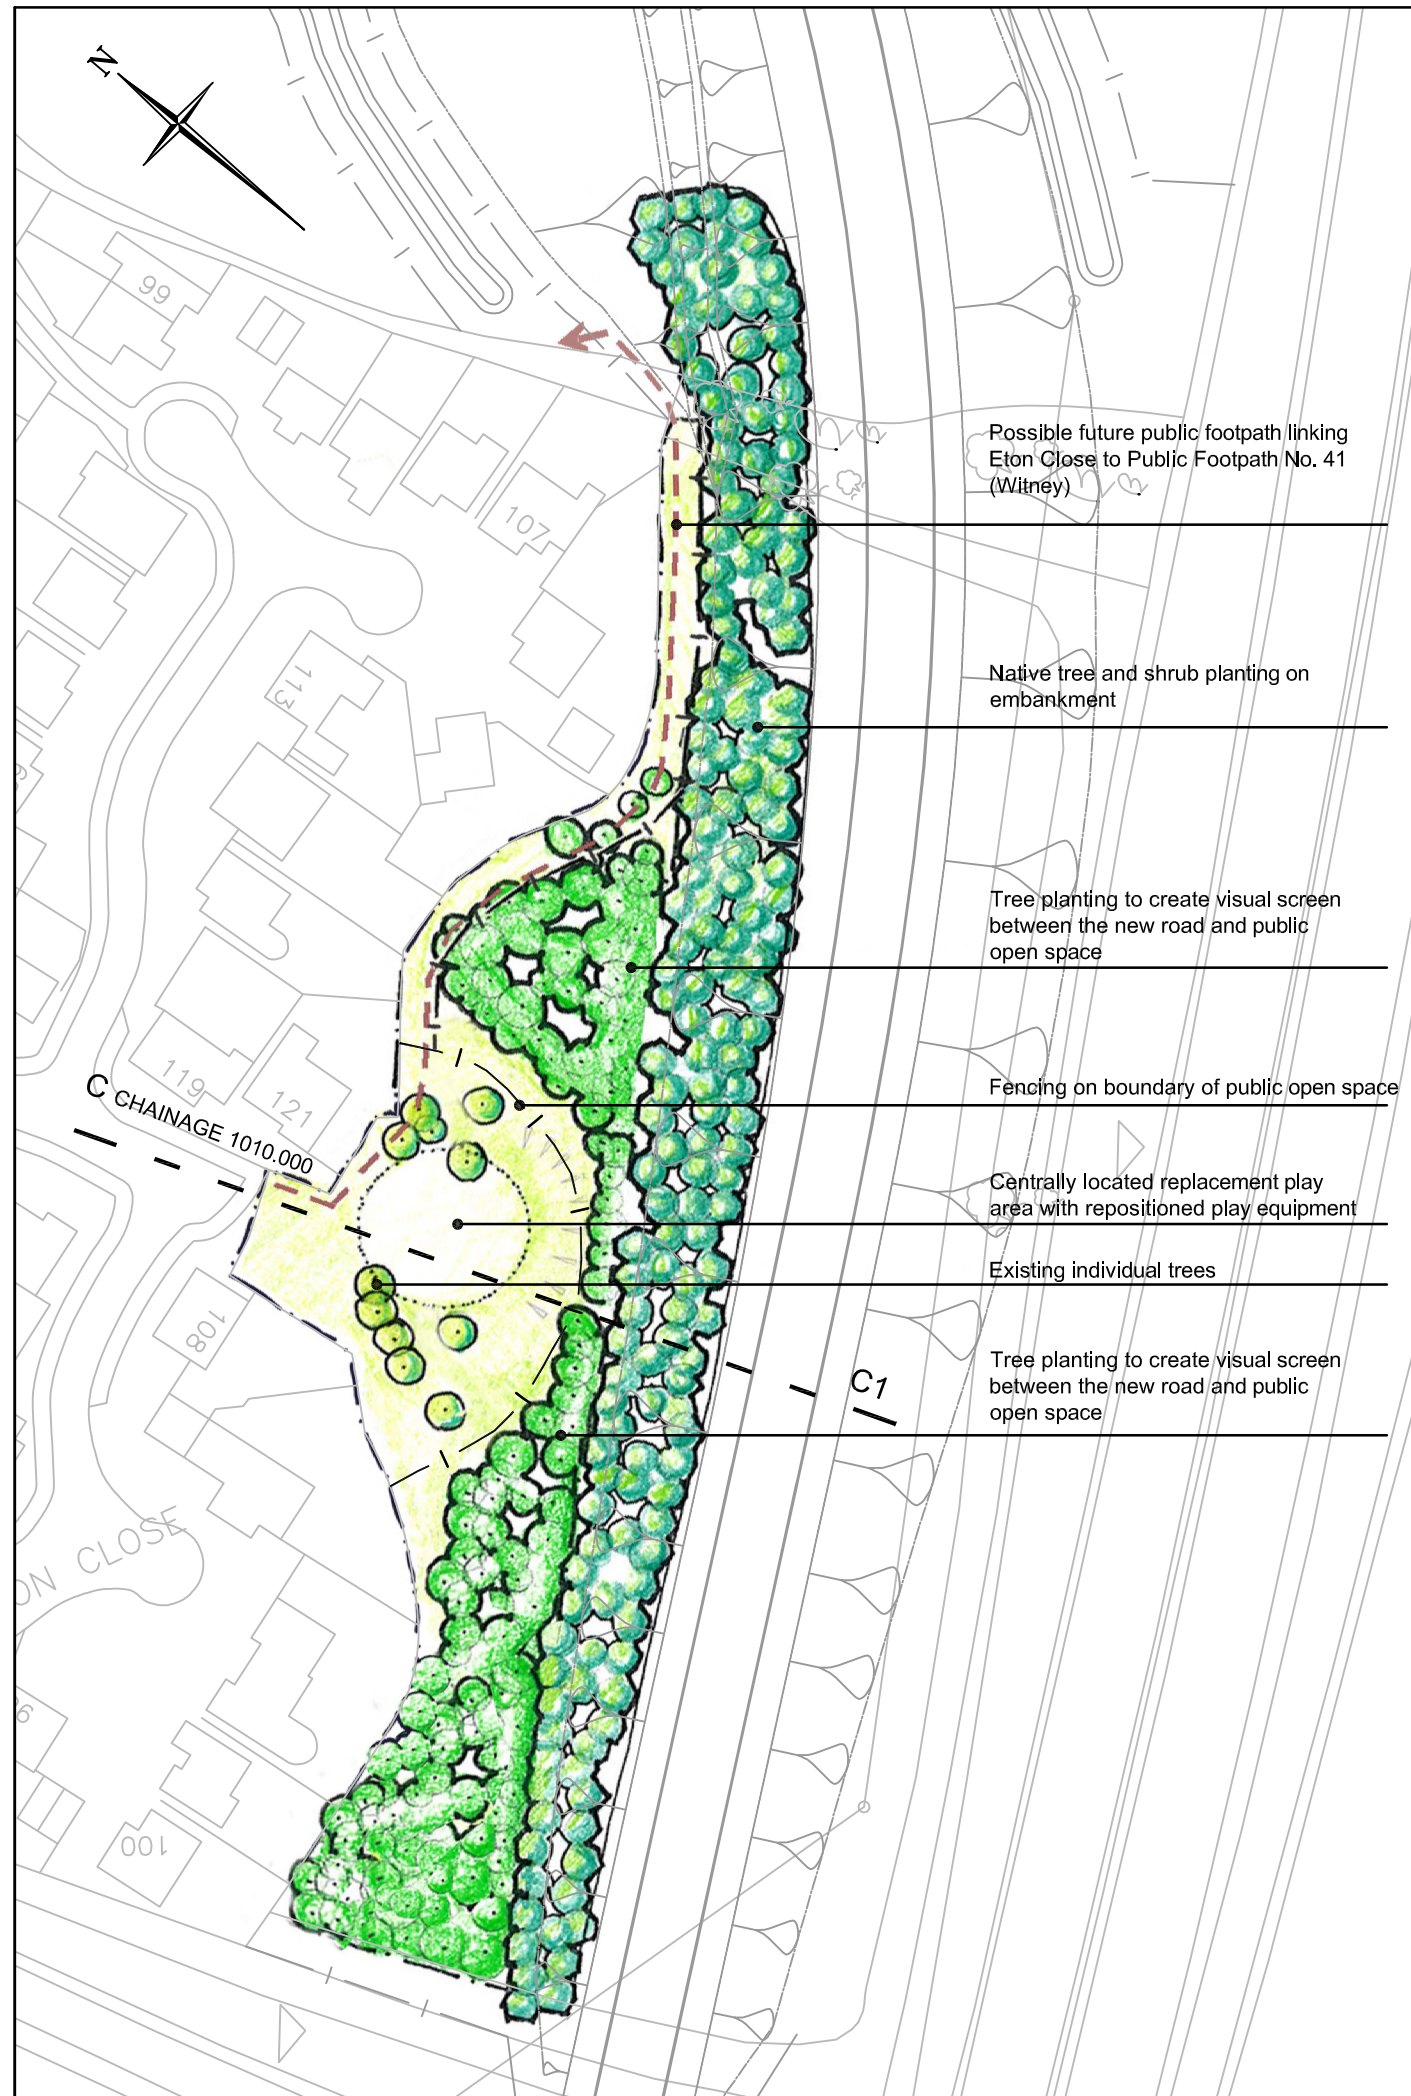 N
99
107
Possible future public footpath linking
Eton Close to Public Footpath No. 41
(Witney)
113
Native tree and shrub planting on
embankment
Tree planting to create visual screen
between the new road and public
open space
119
121
Fencing on boundary of public open space
C CHAINAGE 1010.000
Centrally located replacement play
area with repositioned play equipment
Existing individual trees
108
Tree planting to create visual screen
between the new road and public
open space
C1
ON CLOSE
100